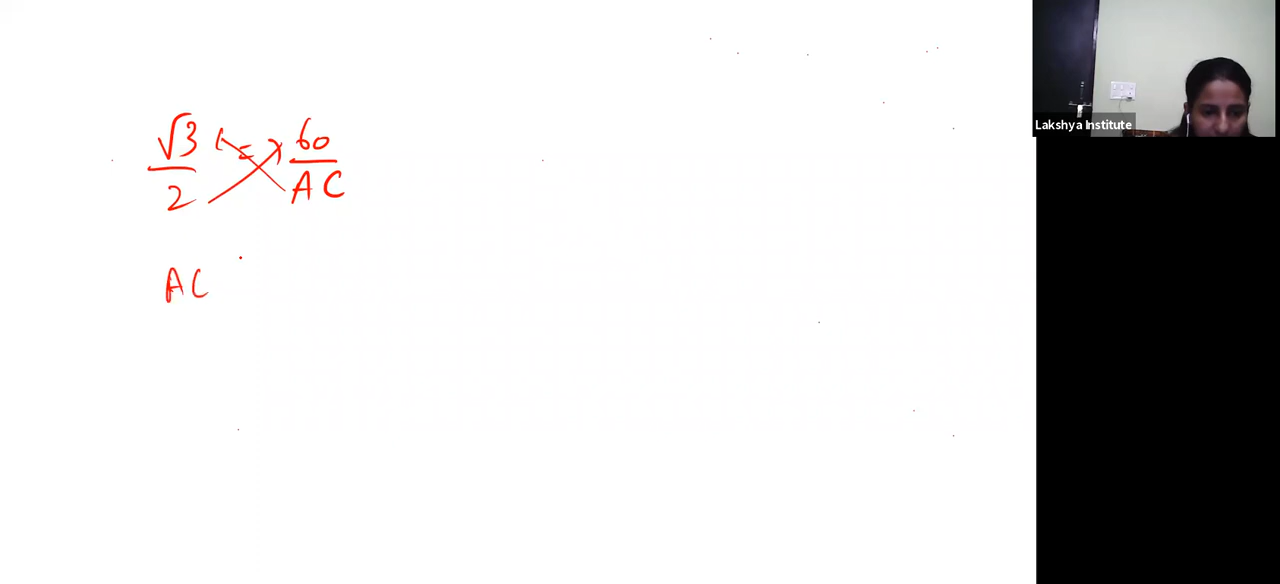 √3/2 = 60/AC
AC
Lakshya Institute